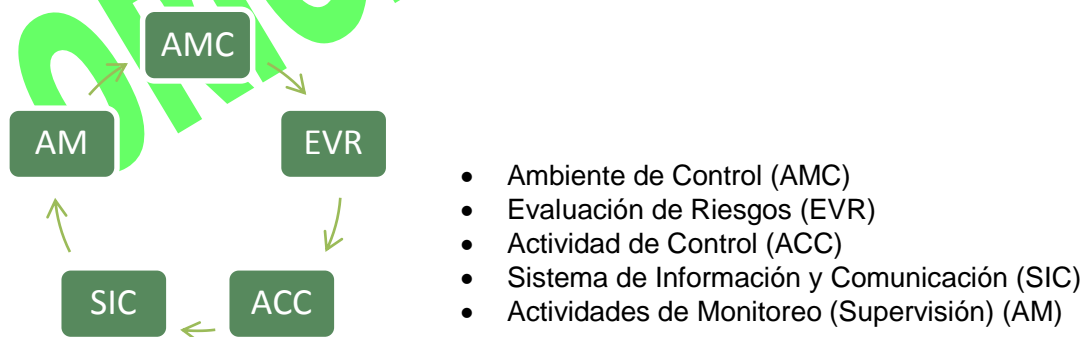 AMC
AM
EVR
SIC
ACC
• Ambiente de Control (AMC)
• Evaluación de Riesgos (EVR)
• Actividad de Control (ACC)
• Sistema de Información y Comunicación (SIC)
• Actividades de Monitoreo (Supervisión) (AM)